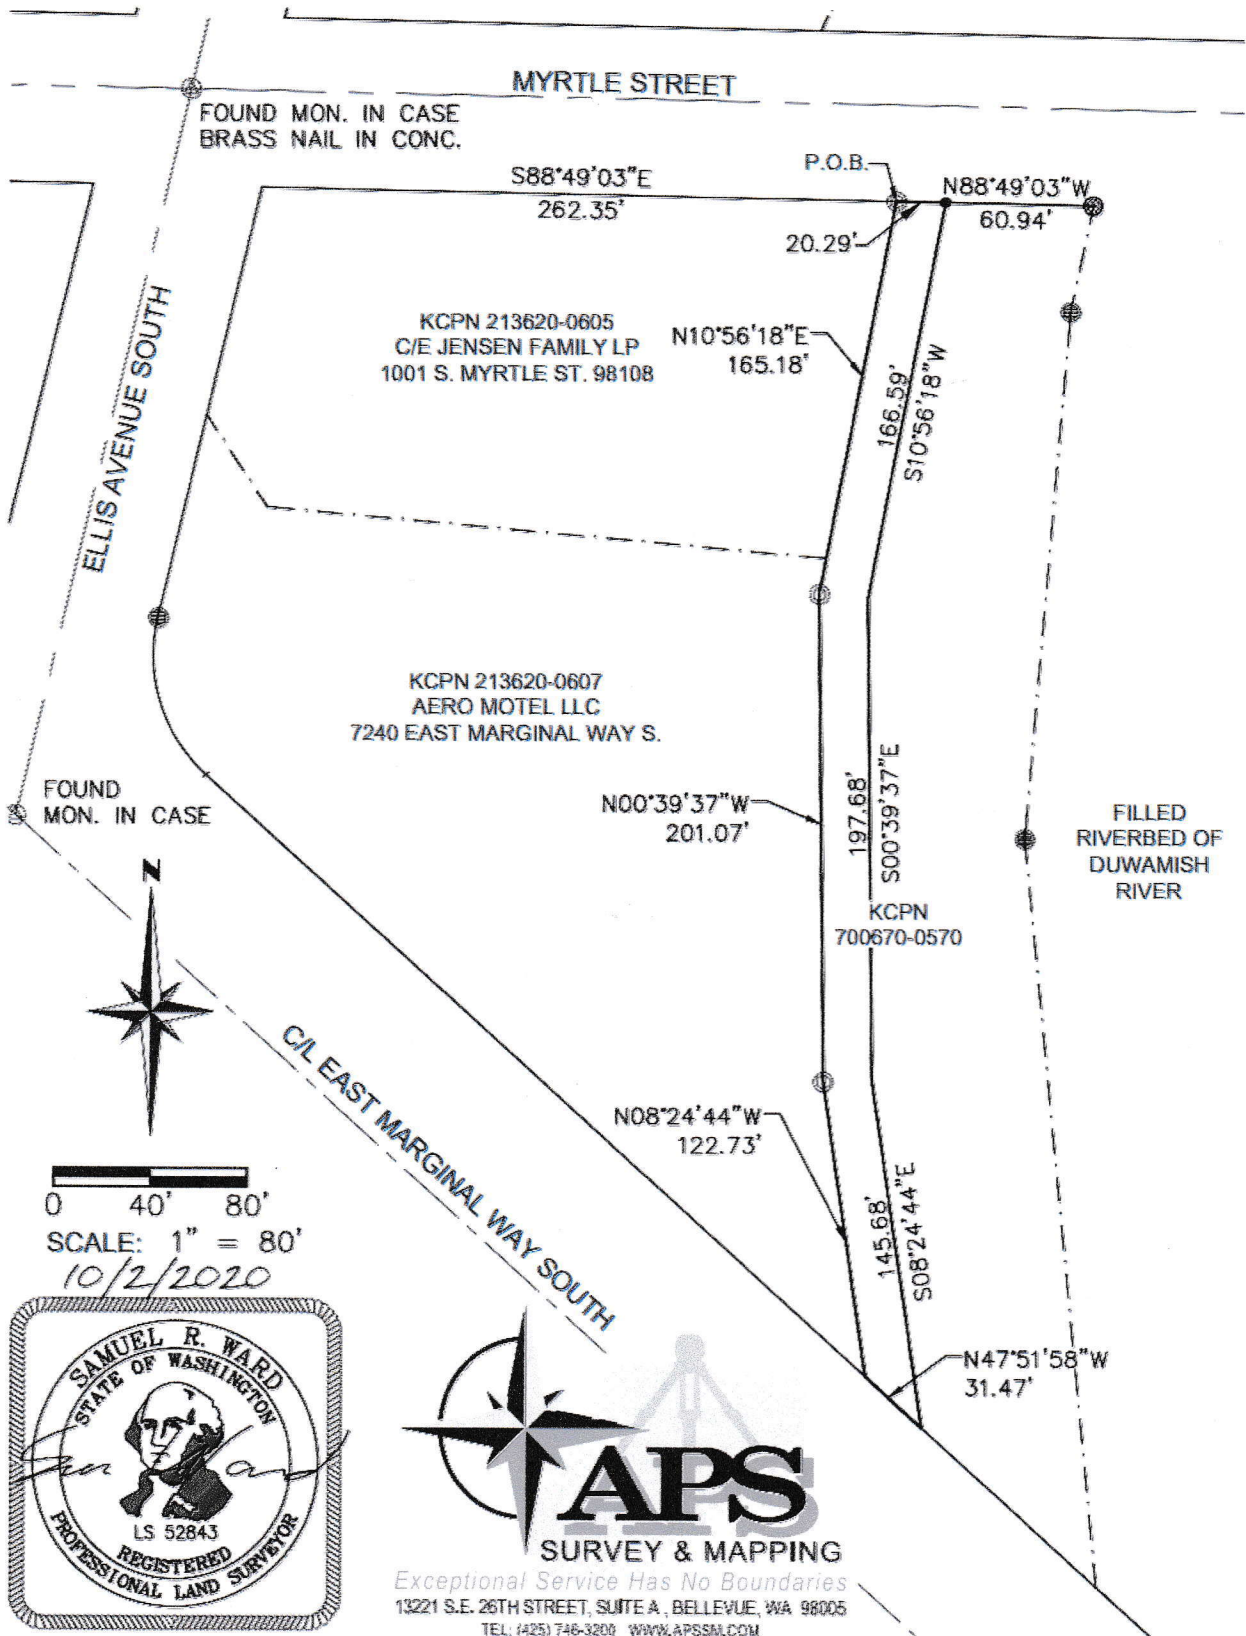 MYRTLE STREET
FOUND MON. IN CASE
BRASS NAIL IN CONC.
P.O.B.
S88°49'03"E
262.35'
N88°49'03"W
60.94'
20.29'
KCPN 213620-0605
C/E JENSEN FAMILY LP
1001 S. MYRTLE ST. 98108
N10°56'18"E
165.18'
166.59'
S10°56'18"W
ELLIS AVENUE SOUTH
KCPN 213620-0607
AERO MOTEL LLC
7240 EAST MARGINAL WAY S.
FOUND
MON. IN CASE
N00°39'37"W
201.07'
197.68'
S00°39'37"E
FILLED
RIVERBED OF
DUWAMISH
RIVER
KCPN
700670-0570
N
C/L EAST MARGINAL WAY SOUTH
N08°24'44"W
122.73'
145.68'
S08°24'44"E
N47°51'58"W
31.47'
0 40' 80'
SCALE: 1" = 80'
10/2/2020
SAMUEL R. WARD
STATE OF WASHINGTON
LS 52843
REGISTERED
PROFESSIONAL LAND SURVEYOR
APS
SURVEY & MAPPING
Exceptional Service Has No Boundaries
13221 S.E. 26TH STREET, SUITE A, BELLEVUE, WA 98005
TEL: (425) 746-3200 WWW.APSSM.COM